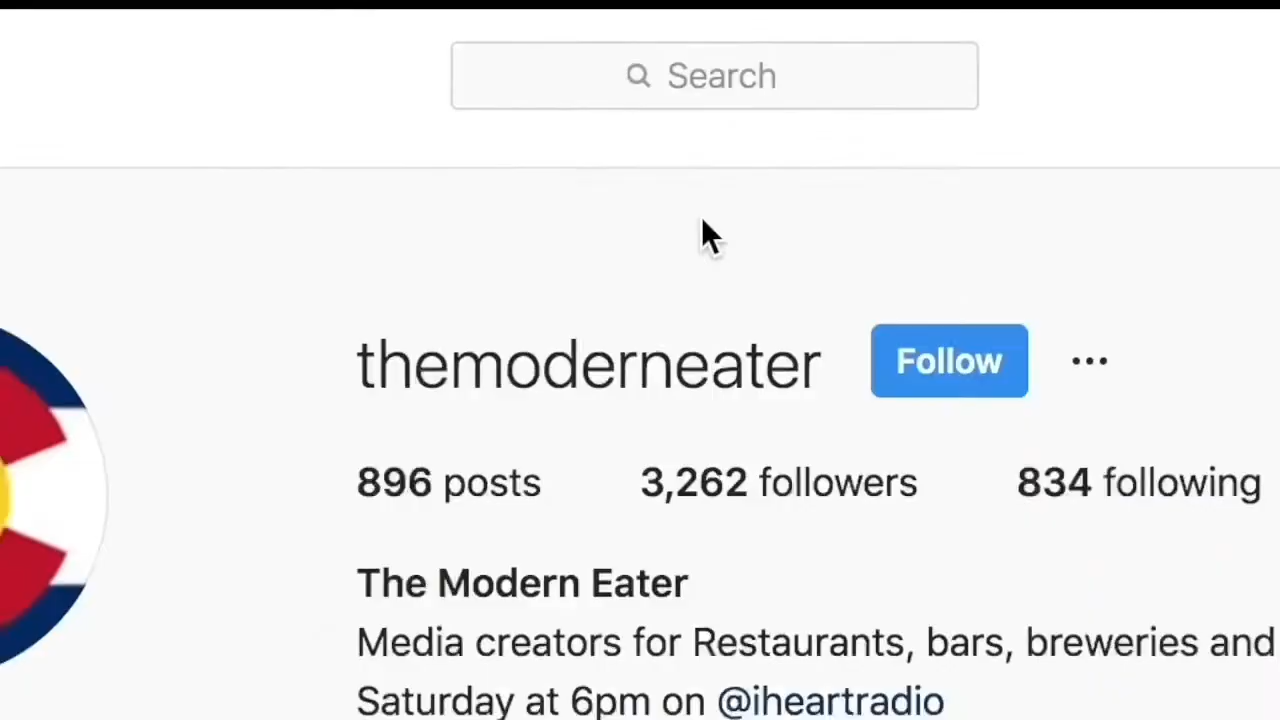 Search
themoderneater Follow
896 posts 3,262 followers 834 following
The Modern Eater
Media creators for Restaurants, bars, breweries and
Saturday at 6pm on @iheartradio